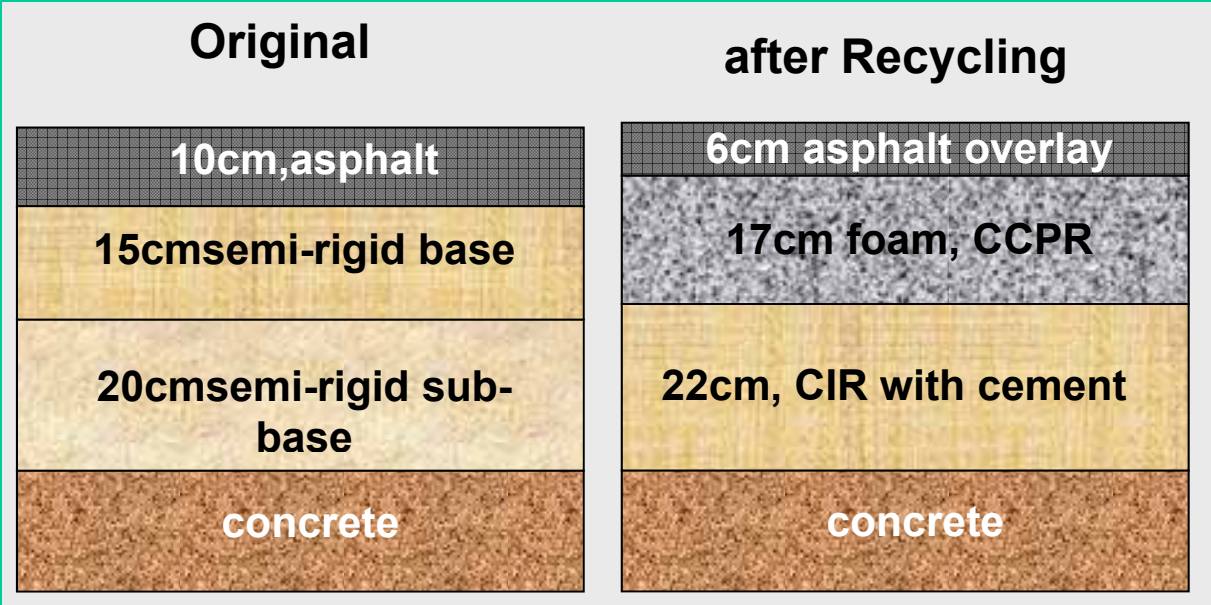 Original
10cm,asphalt
15cmsemi-rigid base
20cmsemi-rigid sub-
base
concrete
after Recycling
6cm asphalt overlay
17cm foam, CCPR
22cm, CIR with cement
concrete